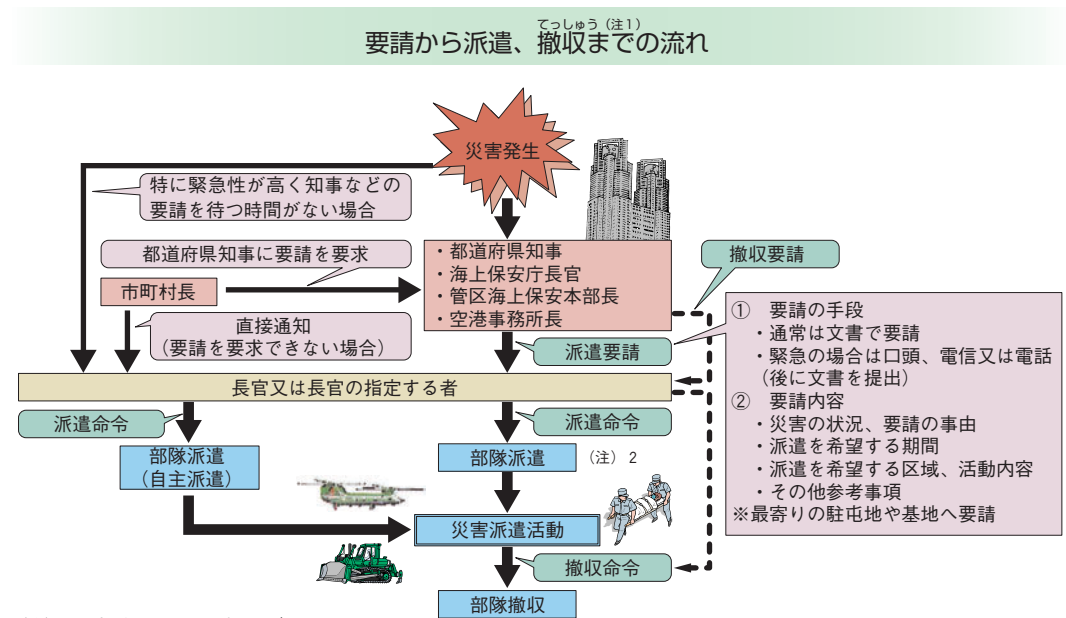 てっしゅう（注１）
要請から派遣、撤収までの流れ
災害発生
特に緊急性が高く知事などの
要請を待つ時間がない場合
都道府県知事に要請を要求
市町村長
・都道府県知事
・海上保安庁長官
・管区海上保安本部長
・空港事務所長
撤収要請
直接通知
（要請を要求できない場合）
派遣要請
① 要請の手段
・通常は文書で要請
・緊急の場合は口頭、電信又は電話
（後に文書を提出）
② 要請内容
・災害の状況、要請の事由
・派遣を希望する期間
・派遣を希望する区域、活動内容
・その他参考事項
※最寄りの駐屯地や基地へ要請
長官又は長官の指定する者
派遣命令
派遣命令
部隊派遣
（自主派遣）
部隊派遣
（注）2
災害派遣活動
撤収命令
部隊撤収